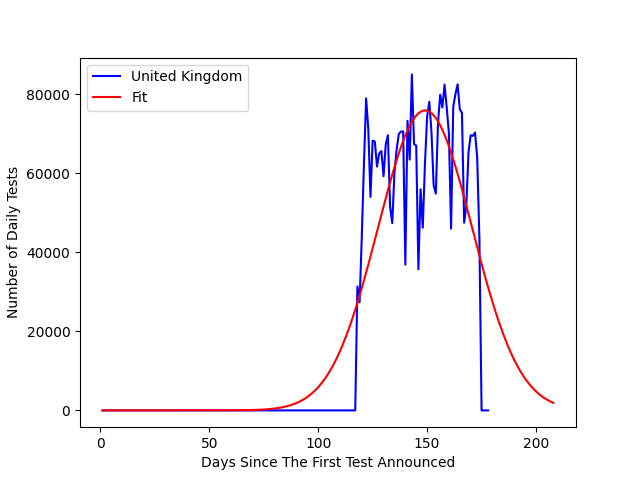 United Kingdom
Fit
80000
60000
40000
20000
0
Number of Daily Tests
0 50 100 150 200
Days Since The First Test Announced